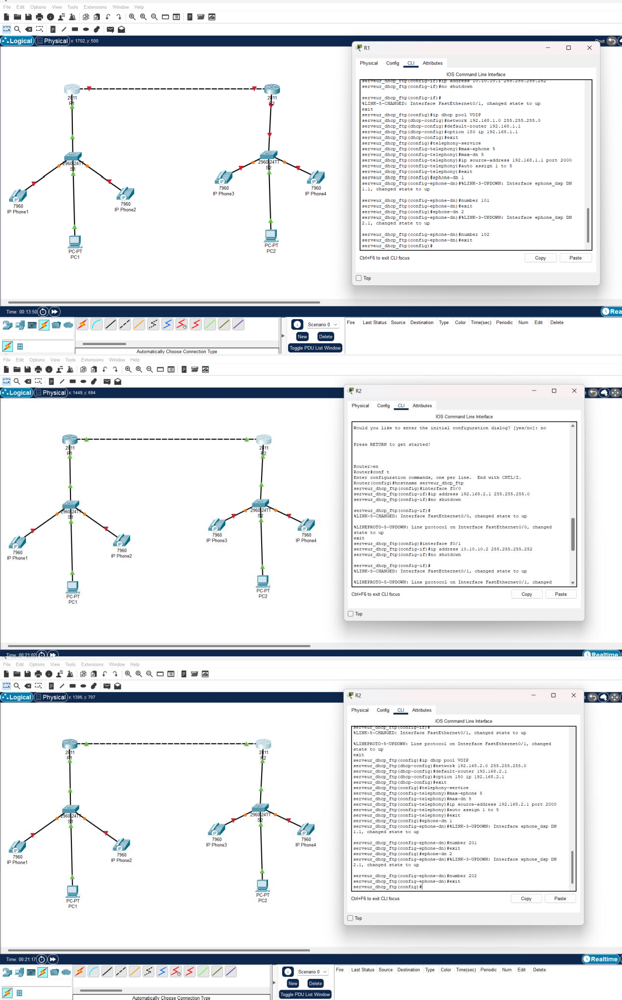 File Edit Options View Tools Extensions Window Help
Logical Physical x: 1702, y: 500
Root
2811
R1
2811
R2
2960-24TT
S1
2960-24TT
S2
7960
IP Phone1
7960
IP Phone2
7960
IP Phone3
7960
IP Phone4
PC-PT
PC1
PC-PT
PC2
R1
Physical Config CLI Attributes
IOS Command Line Interface
serveur_dhcp_ftp(config-if)#ip address 10.10.10.1 255.255.255.252
serveur_dhcp_ftp(config-if)#no shutdown
serveur_dhcp_ftp(config-if)#
%LINK-5-CHANGED: Interface FastEthernet0/1, changed state to up
exit
serveur_dhcp_ftp(config)#ip dhcp pool VOIP
serveur_dhcp_ftp(dhcp-config)#network 192.168.1.0 255.255.255.0
serveur_dhcp_ftp(dhcp-config)#default-router 192.168.1.1
serveur_dhcp_ftp(dhcp-config)#option 150 ip 192.168.1.1
serveur_dhcp_ftp(dhcp-config)#exit
serveur_dhcp_ftp(config)#telephony-service
serveur_dhcp_ftp(config-telephony)#max-ephone 5
serveur_dhcp_ftp(config-telephony)#max-dn 5
serveur_dhcp_ftp(config-telephony)#ip source-address 192.168.1.1 port 2000
serveur_dhcp_ftp(config-telephony)#auto assign 1 to 5
serveur_dhcp_ftp(config-telephony)#exit
serveur_dhcp_ftp(config)#ephone-dn 1
serveur_dhcp_ftp(config-ephone-dn)#%LINK-3-UPDOWN: Interface ephone_dsp DN
1.1, changed state to up
serveur_dhcp_ftp(config-ephone-dn)#number 101
serveur_dhcp_ftp(config-ephone-dn)#exit
serveur_dhcp_ftp(config)#ephone-dn 2
serveur_dhcp_ftp(config-ephone-dn)#%LINK-3-UPDOWN: Interface ephone_dsp DN
2.1, changed state to up
serveur_dhcp_ftp(config-ephone-dn)#number 102
serveur_dhcp_ftp(config-ephone-dn)#exit
serveur_dhcp_ftp(config)#
Ctrl+F6 to exit CLI focus
Copy Paste
Top
Time: 00:13:50
Rea
Scenario 0
New Delete
Toggle PDU List Window
Fire Last Status Source Destination Type Color Time(sec) Periodic Num Edit Delete
Automatically Choose Connection Type
File Edit Options View Tools Extensions Window Help
Logical Physical x: 1449, y: 694
2811
R1
2811
R2
2960-24TT
S1
2960-24TT
S2
7960
IP Phone1
7960
IP Phone2
7960
IP Phone3
7960
IP Phone4
PC-PT
PC1
PC-PT
PC2
R2
Physical Config CLI Attributes
IOS Command Line Interface
Would you like to enter the initial configuration dialog? [yes/no]: no
Press RETURN to get started!
Router>en
Router#conf t
Enter configuration commands, one per line. End with CNTL/Z.
Router(config)#hostname serveur_dhcp_ftp
serveur_dhcp_ftp(config)#interface f0/0
serveur_dhcp_ftp(config-if)#ip address 192.168.2.1 255.255.255.0
serveur_dhcp_ftp(config-if)#no shutdown
serveur_dhcp_ftp(config-if)#
%LINK-5-CHANGED: Interface FastEthernet0/0, changed state to up
%LINEPROTO-5-UPDOWN: Line protocol on Interface FastEthernet0/0, changed
state to up
exit
serveur_dhcp_ftp(config)#interface f0/1
serveur_dhcp_ftp(config-if)#ip address 10.10.10.2 255.255.255.252
serveur_dhcp_ftp(config-if)#no shutdown
serveur_dhcp_ftp(config-if)#
%LINK-5-CHANGED: Interface FastEthernet0/1, changed state to up
%LINEPROTO-5-UPDOWN: Line protocol on Interface FastEthernet0/1, changed
Ctrl+F6 to exit CLI focus
Copy Paste
Top
Time: 00:21:02
Realtime
File Edit Options View Tools Extensions Window Help
Logical Physical x: 1396, y: 707
2811
R1
2811
R2
2960-24TT
S1
2960-24TT
S2
7960
IP Phone1
7960
IP Phone2
7960
IP Phone3
7960
IP Phone4
PC-PT
PC1
PC-PT
PC2
R2
Physical Config CLI Attributes
IOS Command Line Interface
serveur_dhcp_ftp(config-if)#
%LINK-5-CHANGED: Interface FastEthernet0/1, changed state to up
%LINEPROTO-5-UPDOWN: Line protocol on Interface FastEthernet0/1, changed
state to up
exit
serveur_dhcp_ftp(config)#ip dhcp pool VOIP
serveur_dhcp_ftp(dhcp-config)#network 192.168.2.0 255.255.255.0
serveur_dhcp_ftp(dhcp-config)#default-router 192.168.2.1
serveur_dhcp_ftp(dhcp-config)#option 150 ip 192.168.2.1
serveur_dhcp_ftp(dhcp-config)#exit
serveur_dhcp_ftp(config)#telephony-service
serveur_dhcp_ftp(config-telephony)#max-ephone 5
serveur_dhcp_ftp(config-telephony)#max-dn 5
serveur_dhcp_ftp(config-telephony)#ip source-address 192.168.2.1 port 2000
serveur_dhcp_ftp(config-telephony)#auto assign 1 to 5
serveur_dhcp_ftp(config-telephony)#exit
serveur_dhcp_ftp(config)#ephone-dn 1
serveur_dhcp_ftp(config-ephone-dn)#%LINK-3-UPDOWN: Interface ephone_dsp DN
1.1, changed state to up
serveur_dhcp_ftp(config-ephone-dn)#number 201
serveur_dhcp_ftp(config-ephone-dn)#exit
serveur_dhcp_ftp(config)#ephone-dn 2
serveur_dhcp_ftp(config-ephone-dn)#%LINK-3-UPDOWN: Interface ephone_dsp DN
2.1, changed state to up
serveur_dhcp_ftp(config-ephone-dn)#number 202
serveur_dhcp_ftp(config-ephone-dn)#exit
serveur_dhcp_ftp(config)#
Ctrl+F6 to exit CLI focus
Copy Paste
Top
Time: 00:21:17
Realtime
Scenario 0
New Delete
Toggle PDU List Window
Fire Last Status Source Destination Type Color Time(sec) Periodic Num Edit Delete
Automatically Choose Connection Type